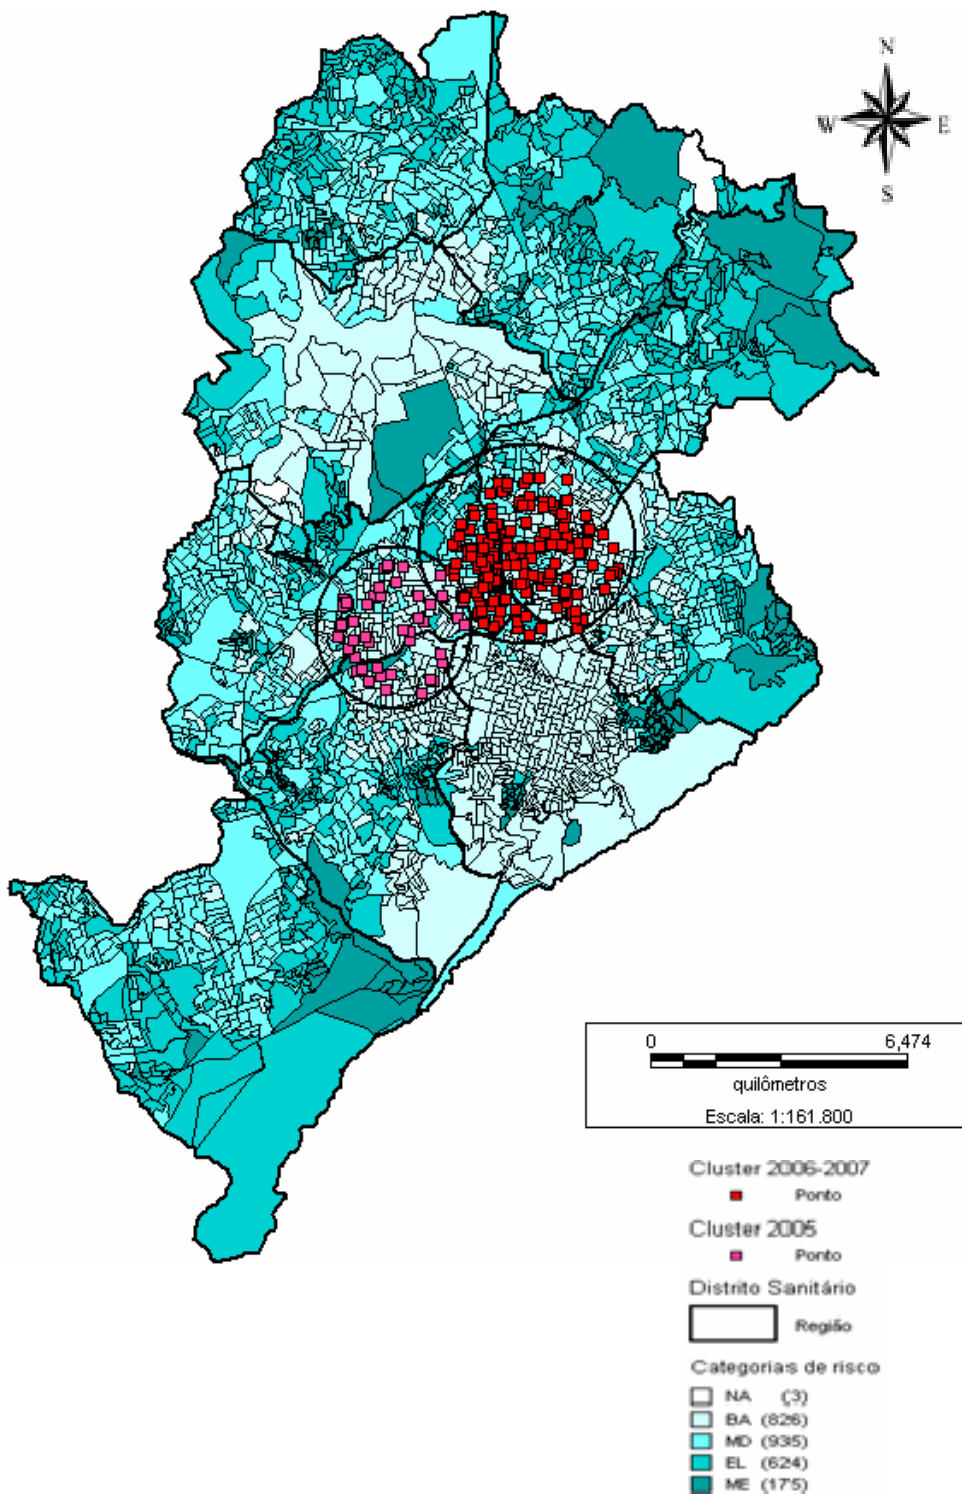 N
W E
S
0 6,474
quilômetros
Escala: 1:161.800
Cluster 2006-2007
Ponto
Cluster 2005
Ponto
Distrito Sanitário
Região
Categorias de risco
NA (3)
BA (826)
MD (935)
EL (624)
ME (175)